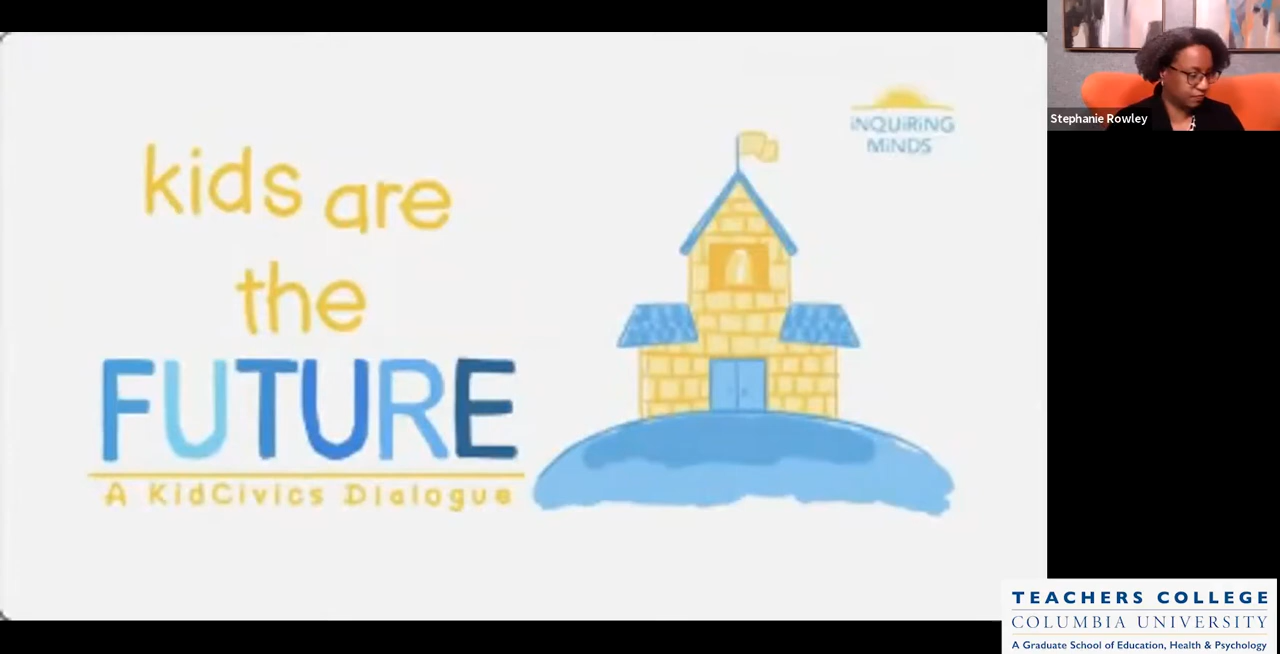 kids are
the
FUTURE
A KidCivics Dialogue
iNQUiRiNG
MiNDS
Stephanie Rowley
TEACHERS COLLEGE
COLUMBIA UNIVERSITY
A Graduate School of Education, Health & Psychology